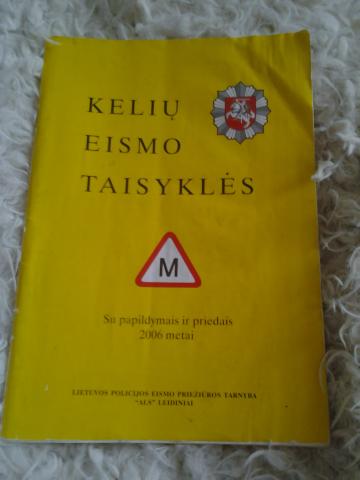 KELIŲ
EISMO
TAISYKLĖS
M
Su papildymais ir priedais
2006 metai
LIETUVOS POLICIJOS EISMO PRIEŽIŪROS TARNYBA
"ALS" LEIDINIAI